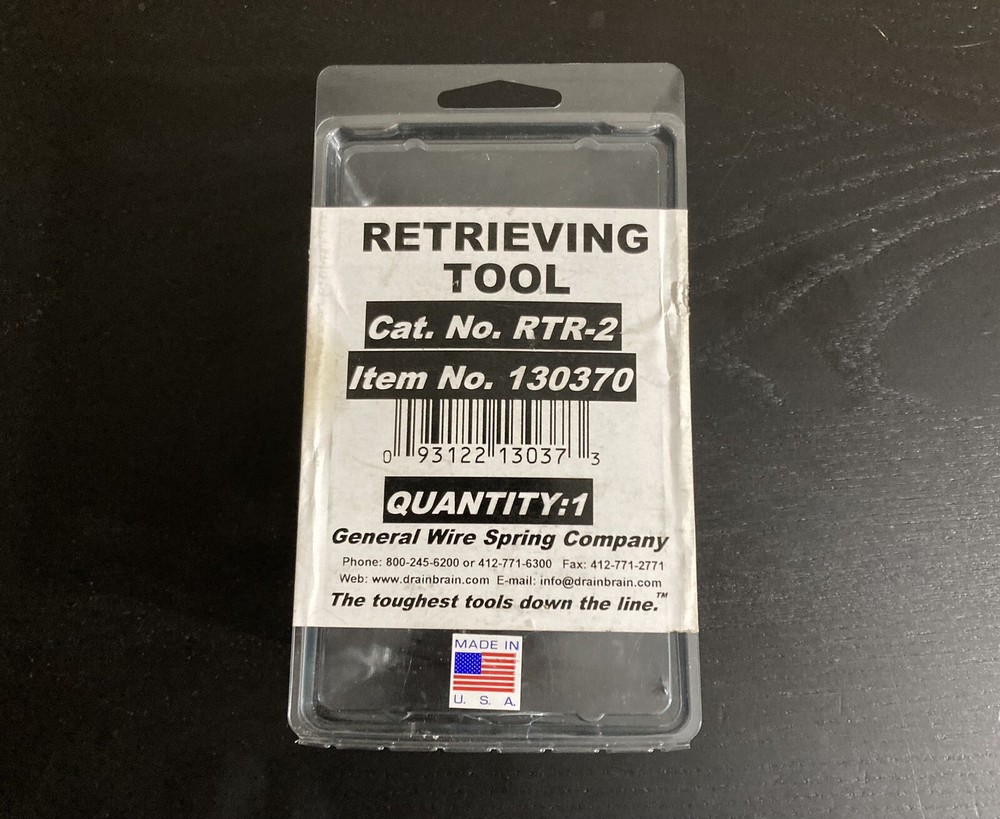 RETRIEVING
TOOL
Cat. No. RTR-2
Item No. 130370
0 93122 13037 3
QUANTITY:1
General Wire Spring Company
Phone: 800-245-6200 or 412-771-6300 Fax: 412-771-2771
Web: www.drainbrain.com E-mail: info@drainbrain.com
The toughest tools down the line.™
MADE IN
U. S. A.